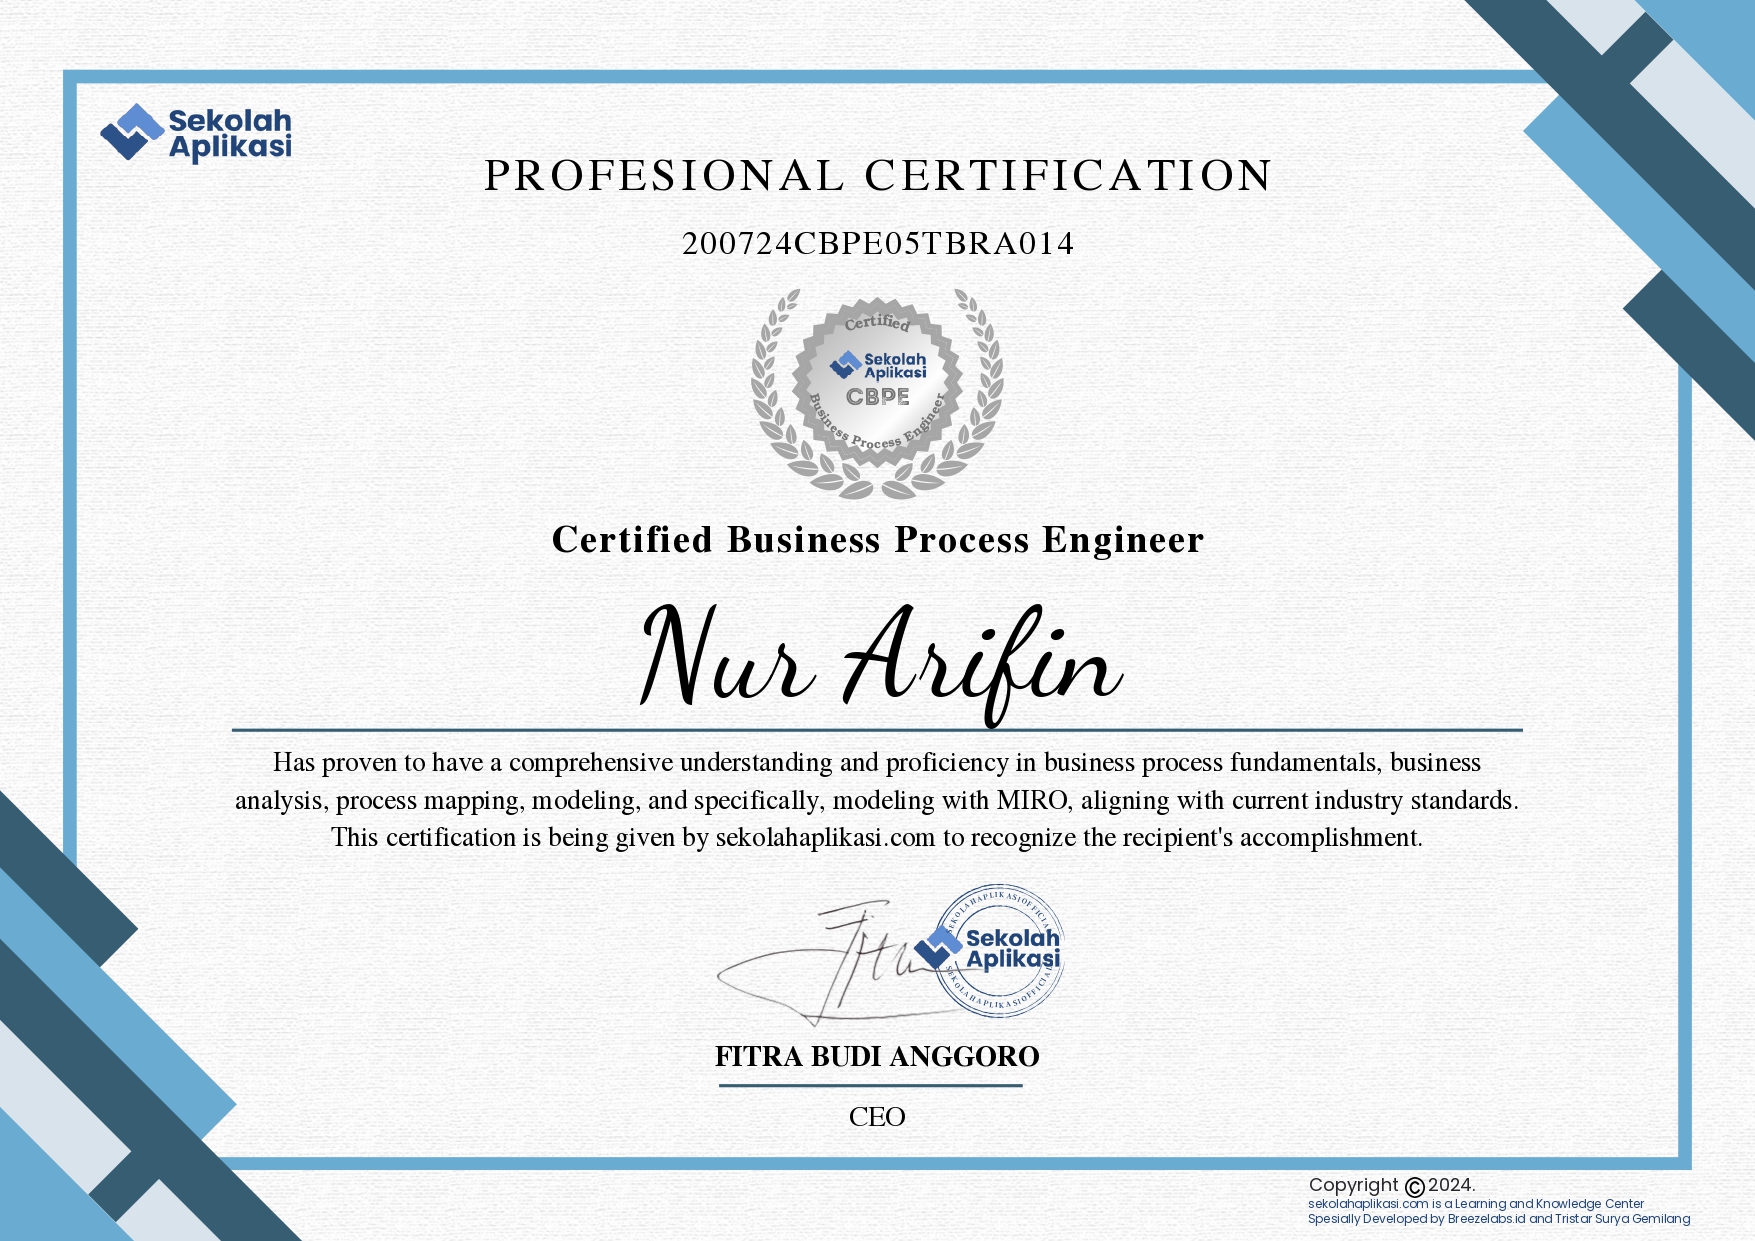 Sekolah
Aplikasi
PROFESIONAL CERTIFICATION
200724CBPE05TBRA014
Certified
Sekolah
Aplikasi
CBPE
Business Process Engineer
Certified Business Process Engineer
Nur Arifin
Has proven to have a comprehensive understanding and proficiency in business process fundamentals, business
analysis, process mapping, modeling, and specifically, modeling with MIRO, aligning with current industry standards.
This certification is being given by sekolahaplikasi.com to recognize the recipient's accomplishment.
SEKOLAHAPLIKASIOFFICIAL
Sekolah
Aplikasi
SEKOLAHAPLIKASIOFFICIAL
FITRA BUDI ANGGORO
CEO
Copyright ©2024.
sekolahaplikasi.com is a Learning and Knowledge Center
Spesially Developed by Breezelabs.id and Tristar Surya Gemilang